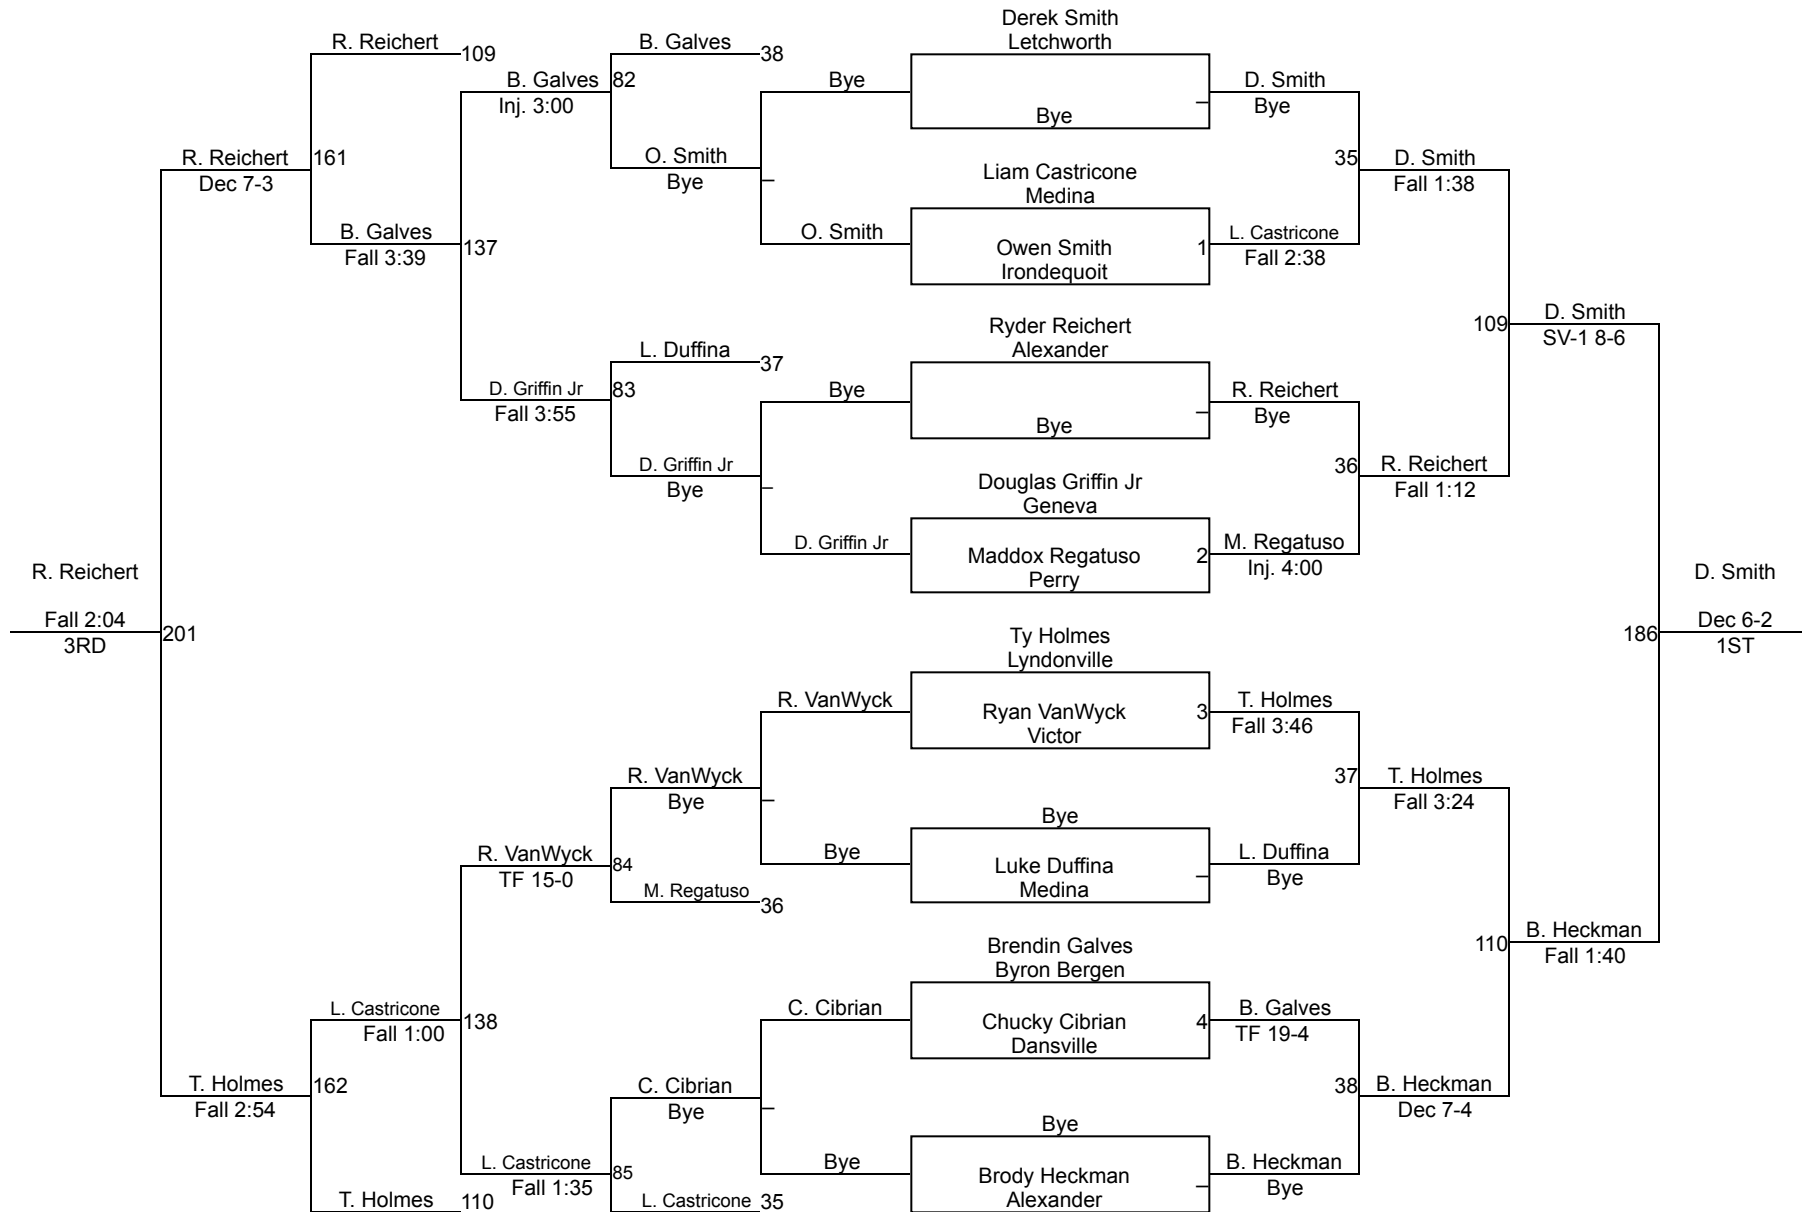 Derek Smith
R. Reichert
109
B. Galves
38
Letchworth
B. Galves
82
Inj. 3:00
Bye
D. Smith
Bye
Bye
O. Smith
Bye
R. Reichert
161
Dec 7-3
Liam Castricone
Medina
35
D. Smith
Fall 1:38
B. Galves
137
Fall 3:39
O. Smith
Owen Smith
1
Irondequoit
L. Castricone
Fall 2:38
Ryder Reichert
Alexander
109
D. Smith
SV-1 8-6
L. Duffina
37
D. Griffin Jr
83
Fall 3:55
Bye
Bye
R. Reichert
Bye
D. Griffin Jr
Bye
Douglas Griffin Jr
Geneva
36
R. Reichert
Fall 1:12
D. Griffin Jr
Maddox Regatuso
2
Perry
M. Regatuso
Inj. 4:00
R. Reichert
Fall 2:04
201
3RD
D. Smith
186
Dec 6-2
1ST
Ty Holmes
Lyndonville
R. VanWyck
Ryan VanWyck
3
Victor
T. Holmes
Fall 3:46
R. VanWyck
Bye
37
T. Holmes
Fall 3:24
Bye
R. VanWyck
84
TF 15-0
Bye
Luke Duffina
Medina
L. Duffina
Bye
M. Regatuso
36
Brendin Galves
Byron Bergen
110
B. Heckman
Fall 1:40
L. Castricone
138
Fall 1:00
C. Cibrian
Chucky Cibrian
4
Dansville
B. Galves
TF 19-4
T. Holmes
162
Fall 2:54
C. Cibrian
Bye
38
B. Heckman
Dec 7-4
Bye
L. Castricone
85
Fall 1:35
Bye
Brody Heckman
Alexander
B. Heckman
Bye
T. Holmes
110
L. Castricone
35